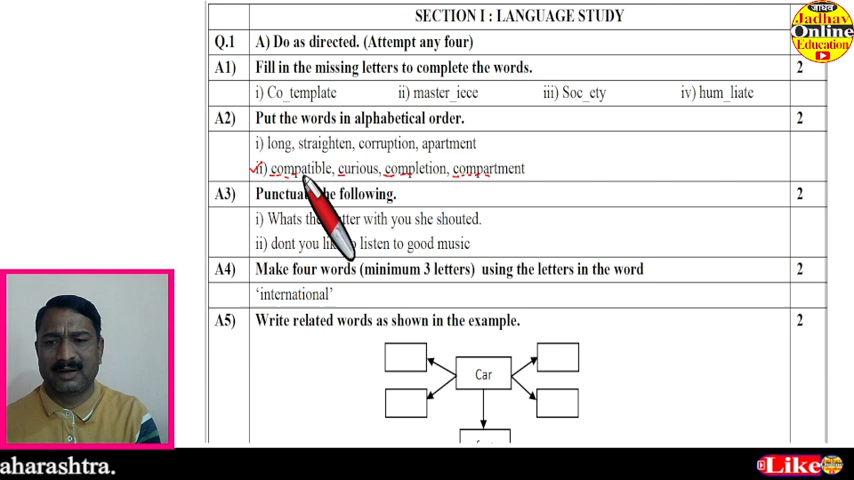 SECTION I : LANGUAGE STUDY
Q.1 A) Do as directed. (Attempt any four)
A1) Fill in the missing letters to complete the words. 2
i) Co_template ii) master_iece iii) Soc_ety iv) hum_liate
A2) Put the words in alphabetical order. 2
i) long, straighten, corruption, apartment
ii) compatible, curious, completion, compartment
A3) the following. 2
i) Whats with you she shouted.
ii) dont you listen to good music
A4) Make four words (minimum 3 letters) using the letters in the word 2
‘international’
A5) Write related words as shown in the example. 2
Car
जाधव
Jadhav
Online
Education
aharashtra.
Like